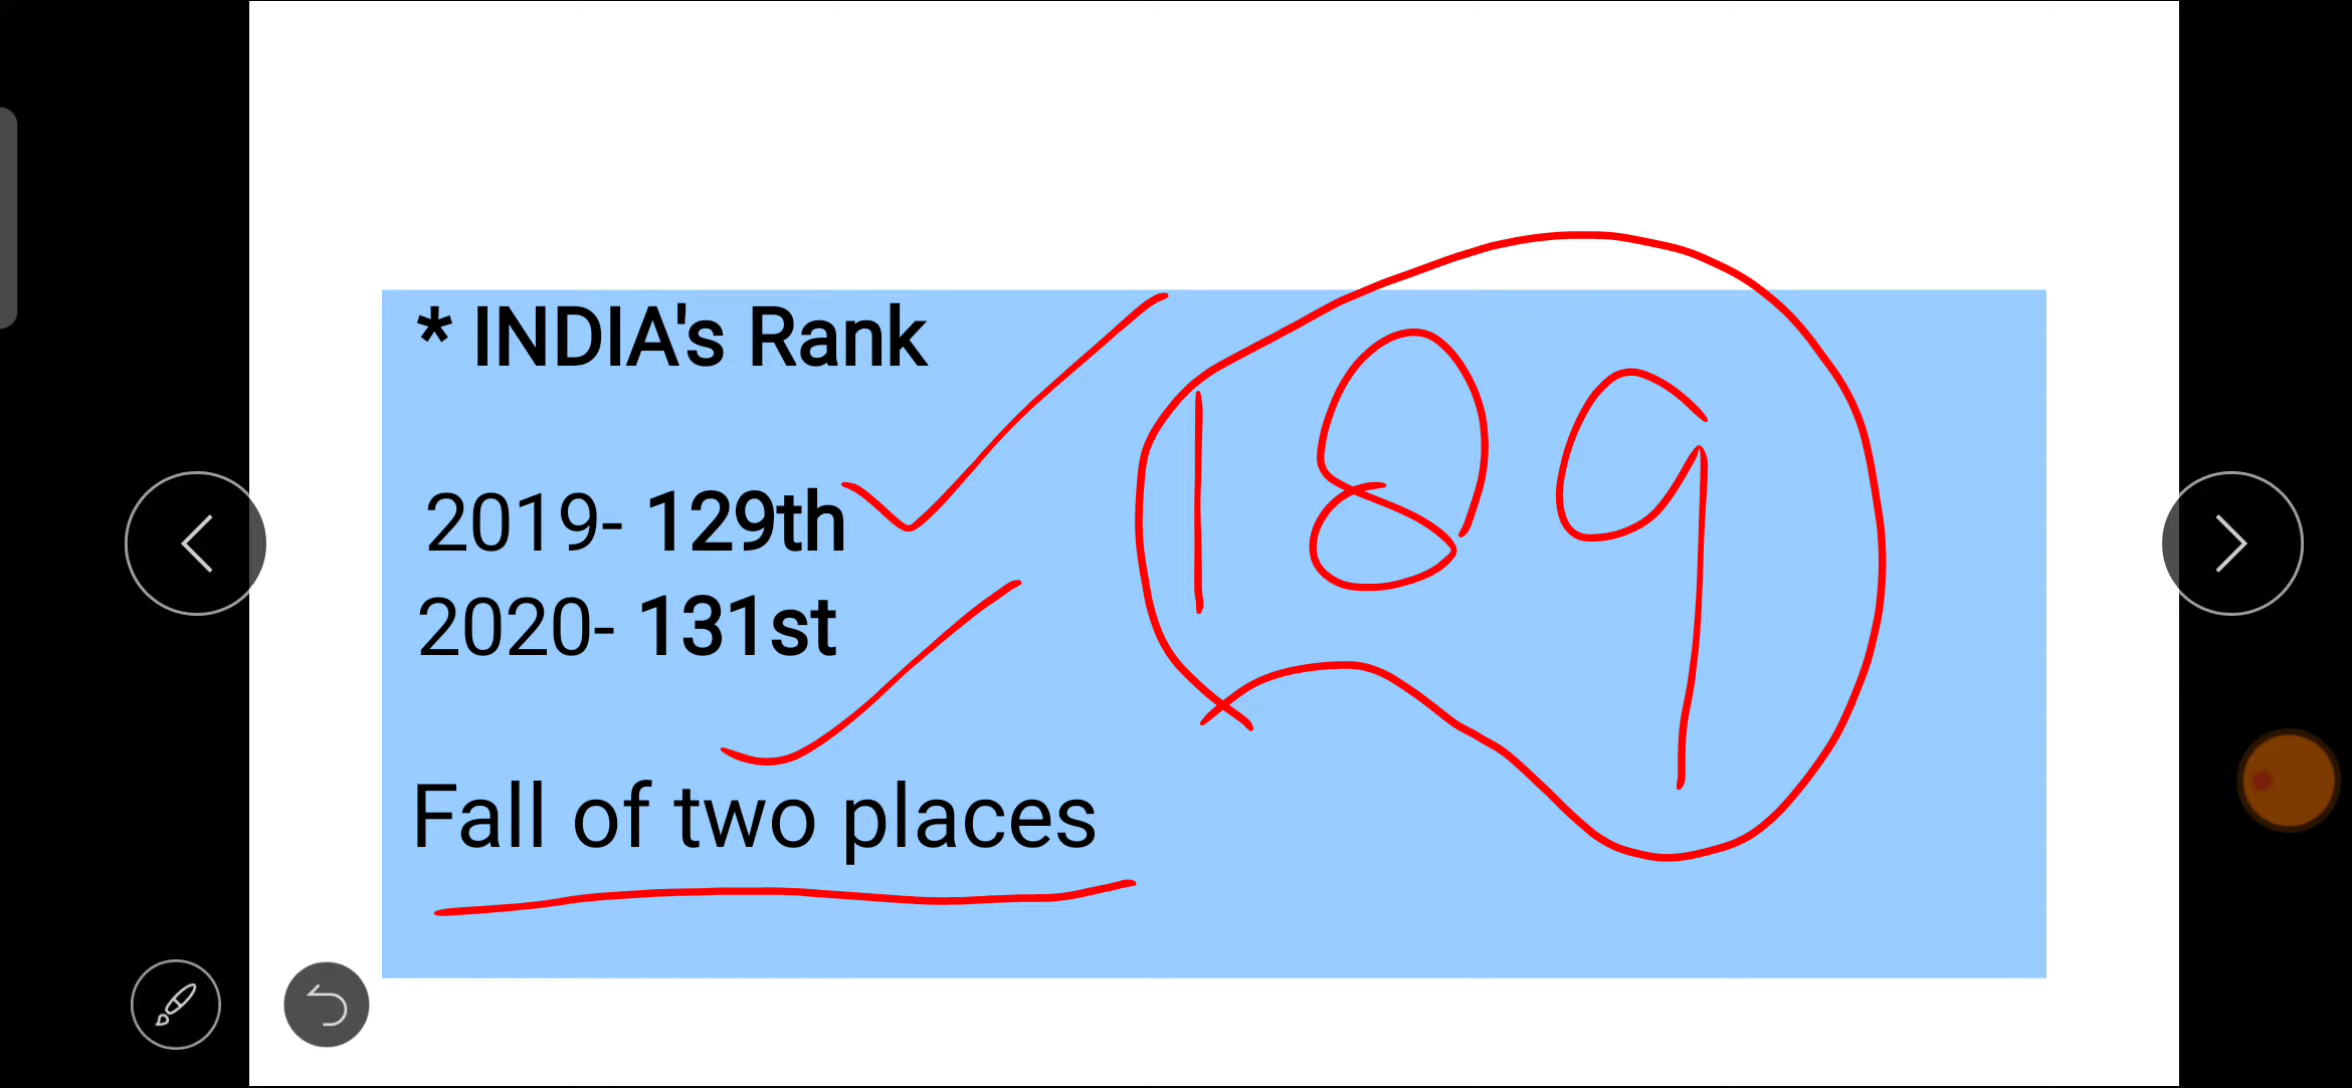 * INDIA's Rank
189
2019- 129th
2020- 131st
Fall of two places